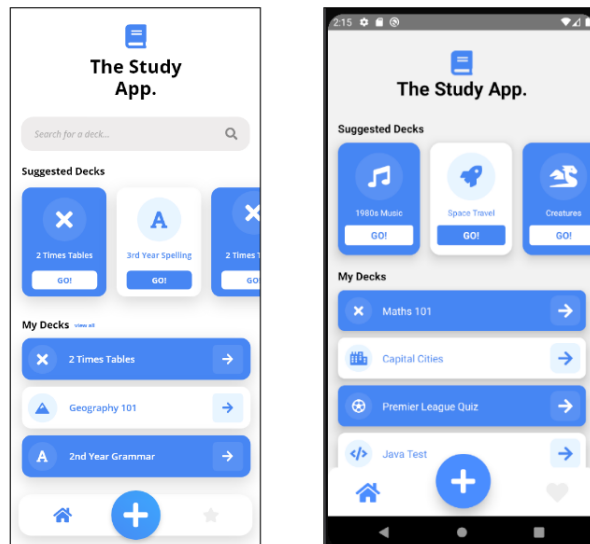 The Study
App.
Search for a deck...
Suggested Decks
2 Times Tables
3rd Year Spelling
2 Times T
GO!
GO!
GO
My Decks view all
2 Times Tables
Geography 101
A 2nd Year Grammar
2:15
The Study App.
Suggested Decks
1980s Music
Space Travel
Creatures
GO!
GO!
GO!
My Decks
Maths 101
Capital Cities
Premier League Quiz
</> Java Test